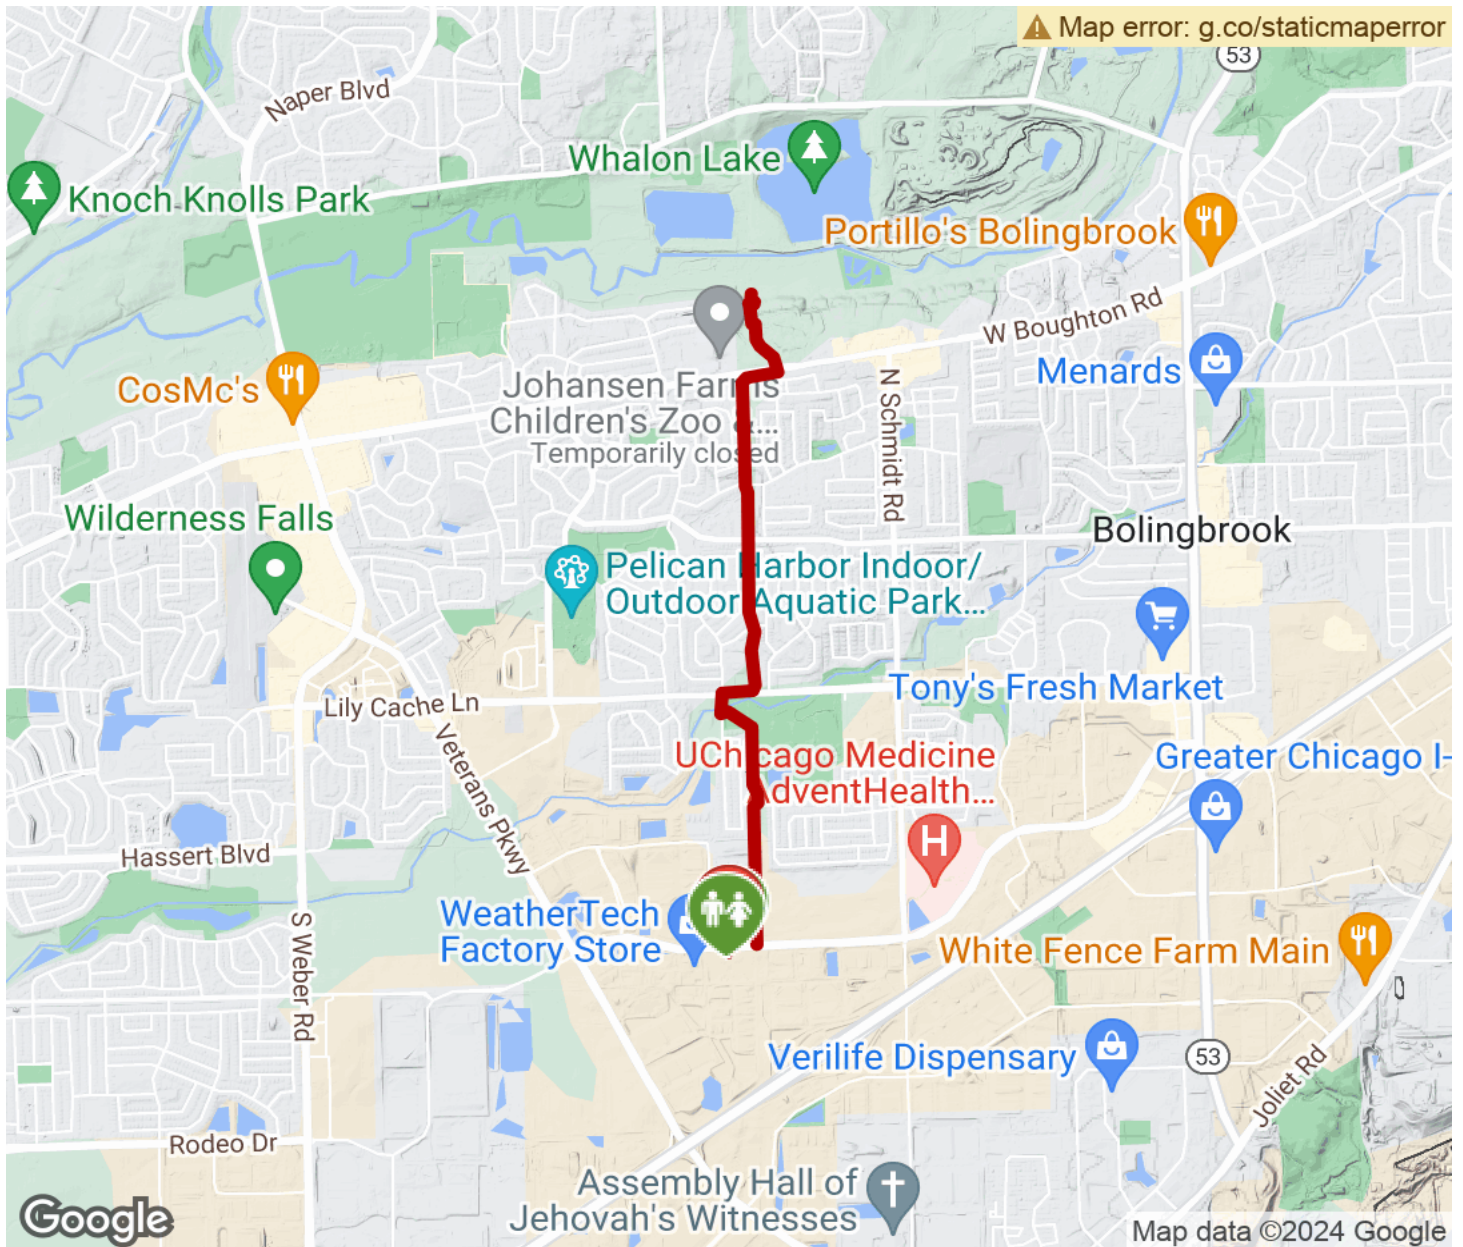 Map error: g.co/staticmaperror
53
Naper Blvd
Whalon Lake
Knoch Knolls Park
Portillo's Bolingbrook
W Boughton Rd
CosMc's
Menards
Johansen Farms
Children's Zoo &...
Temporarily closed
N Schmidt Rd
Wilderness Falls
Bolingbrook
Pelican Harbor Indoor/
Outdoor Aquatic Park...
Tony's Fresh Market
Lily Cache Ln
Veterans Pkwy
UChicago Medicine
AdventHealth...
Greater Chicago I-
H
Hassert Blvd
WeatherTech
Factory Store
S Weber Rd
White Fence Farm Main
Verilife Dispensary
53
Joliet Rd
Rodeo Dr
Assembly Hall of
Jehovah's Witnesses
Google
Map data ©2024 Google